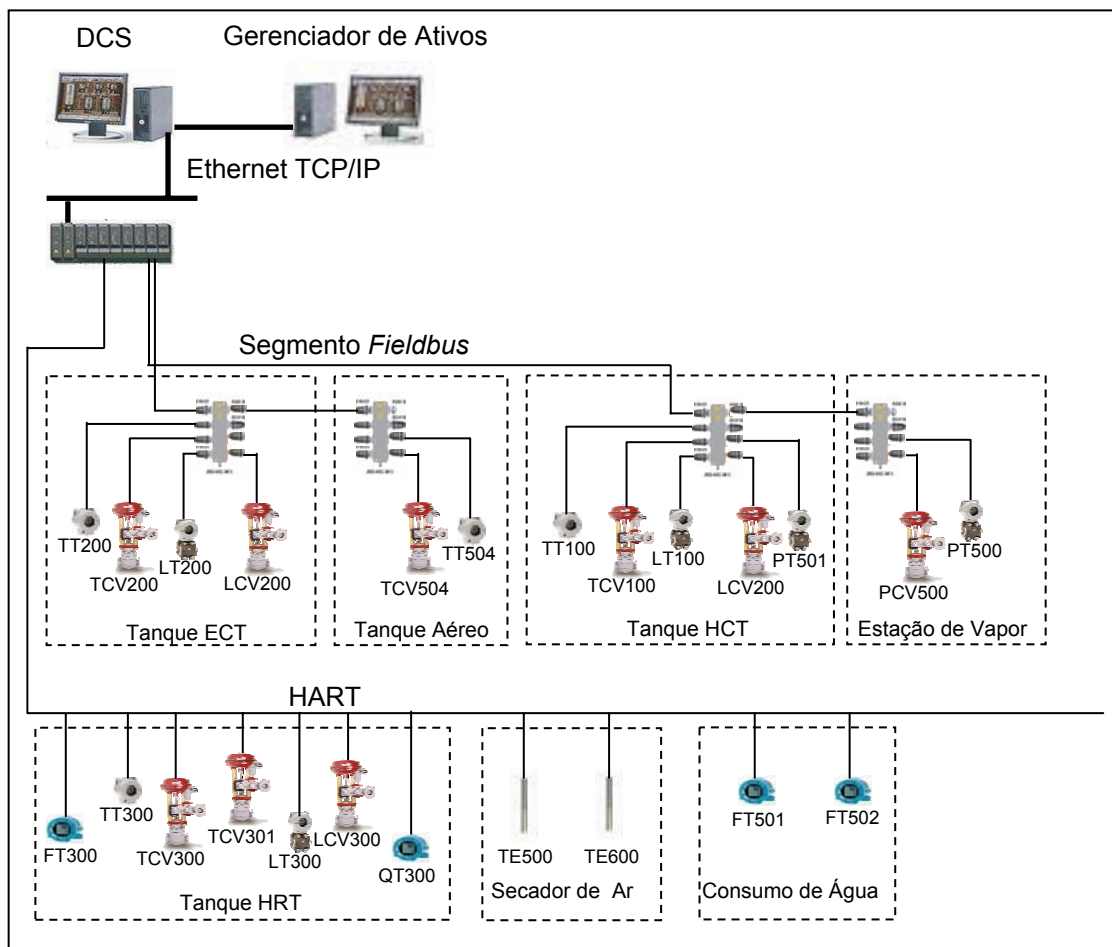 DCS
Gerenciador de Ativos
Ethernet TCP/IP
Segmento Fieldbus
TT200
TCV200
LT200
LCV200
Tanque ECT
TCV504
TT504
Tanque Aéreo
TT100
TCV100
LT100
LCV200
PT501
Tanque HCT
PCV500
PT500
Estação de Vapor
HART
FT300
TT300
TCV300
TCV301
LT300
LCV300
QT300
Tanque HRT
TE500
TE600
Secador de Ar
FT501
FT502
Consumo de Água